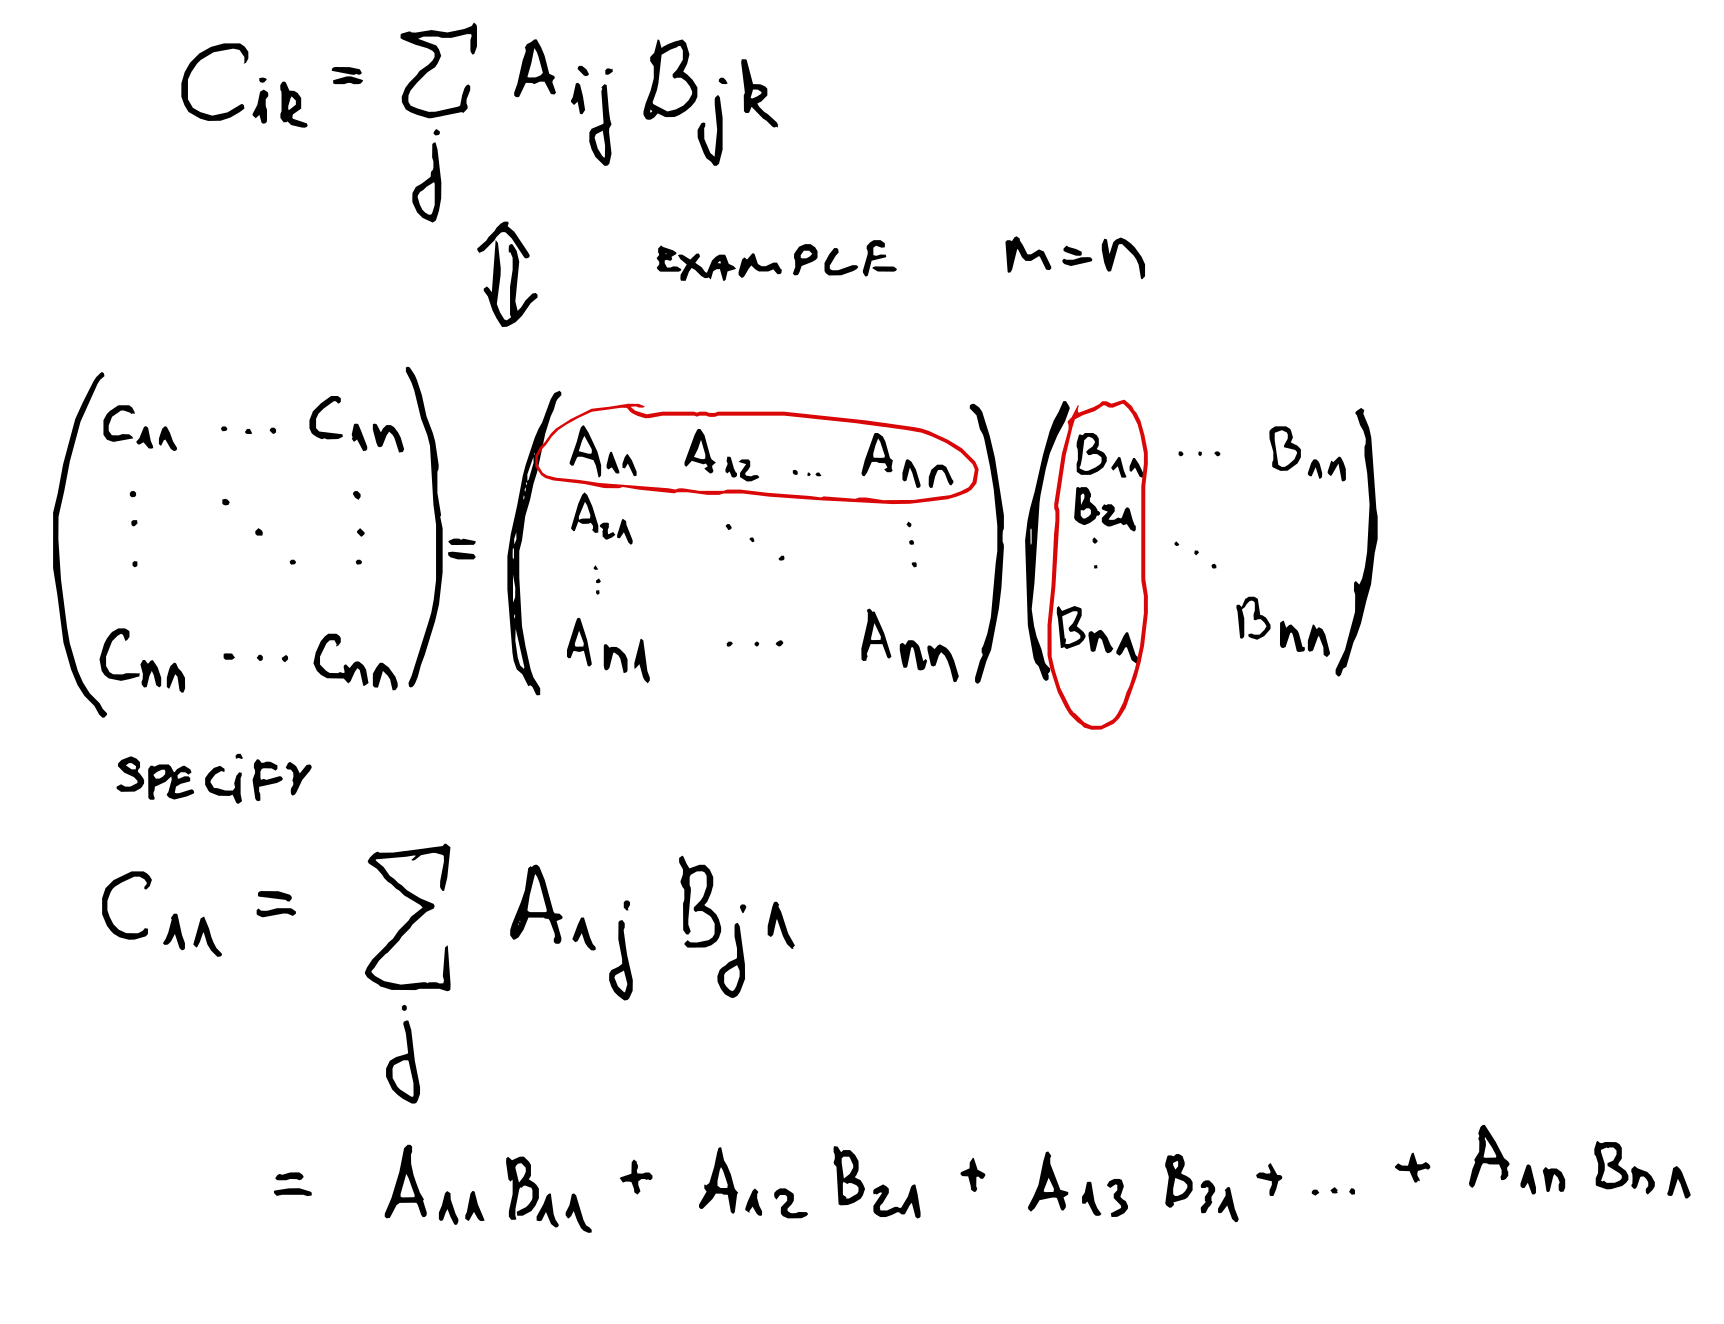 C_{ik} = \sum_j A_{ij} B_{jk}
⇕ EXAMPLE m = n
\begin{pmatrix} C_{11} & \cdots & C_{1n} \\ \vdots & \ddots & \vdots \\ C_{n1} & \cdots & C_{nn} \end{pmatrix} = \begin{pmatrix} A_{11} & A_{12} & \cdots & A_{1n} \\ A_{21} & \ddots & & \vdots \\ \vdots & & & \\ A_{n1} & \cdots & & A_{nn} \end{pmatrix} \begin{pmatrix} B_{11} & \cdots & B_{1n} \\ B_{21} & & \\ \vdots & \ddots & \\ B_{n1} & & B_{nn} \end{pmatrix}
SPECiFY
C_{11} = \sum_j A_{1j} B_{j1}
= A_{11} B_{11} + A_{12} B_{21} + A_{13} B_{31} + ... + A_{1n} B_{n1}